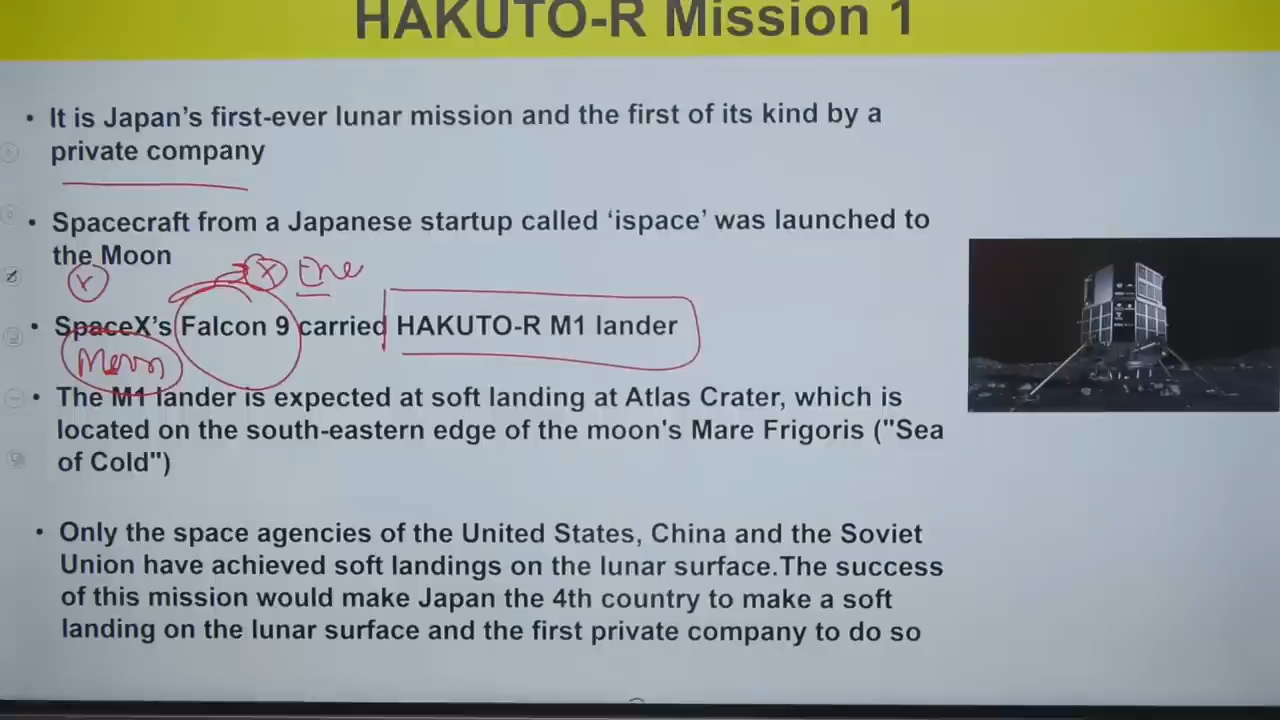 HAKUTO-R Mission 1
• It is Japan's first-ever lunar mission and the first of its kind by a
private company
• Spacecraft from a Japanese startup called 'ispace' was launched to
the Moon
• SpaceX's Falcon 9 carried HAKUTO-R M1 lander
Moon
• The M1 lander is expected at soft landing at Atlas Crater, which is
located on the south-eastern edge of the moon's Mare Frigoris ("Sea
of Cold")
• Only the space agencies of the United States, China and the Soviet
Union have achieved soft landings on the lunar surface.The success
of this mission would make Japan the 4th country to make a soft
landing on the lunar surface and the first private company to do so